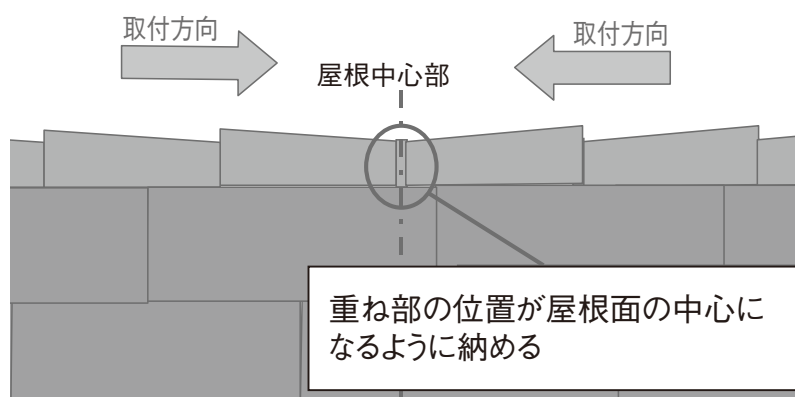 取付方向
取付方向
屋根中心部
重ね部の位置が屋根面の中心に
なるように納める